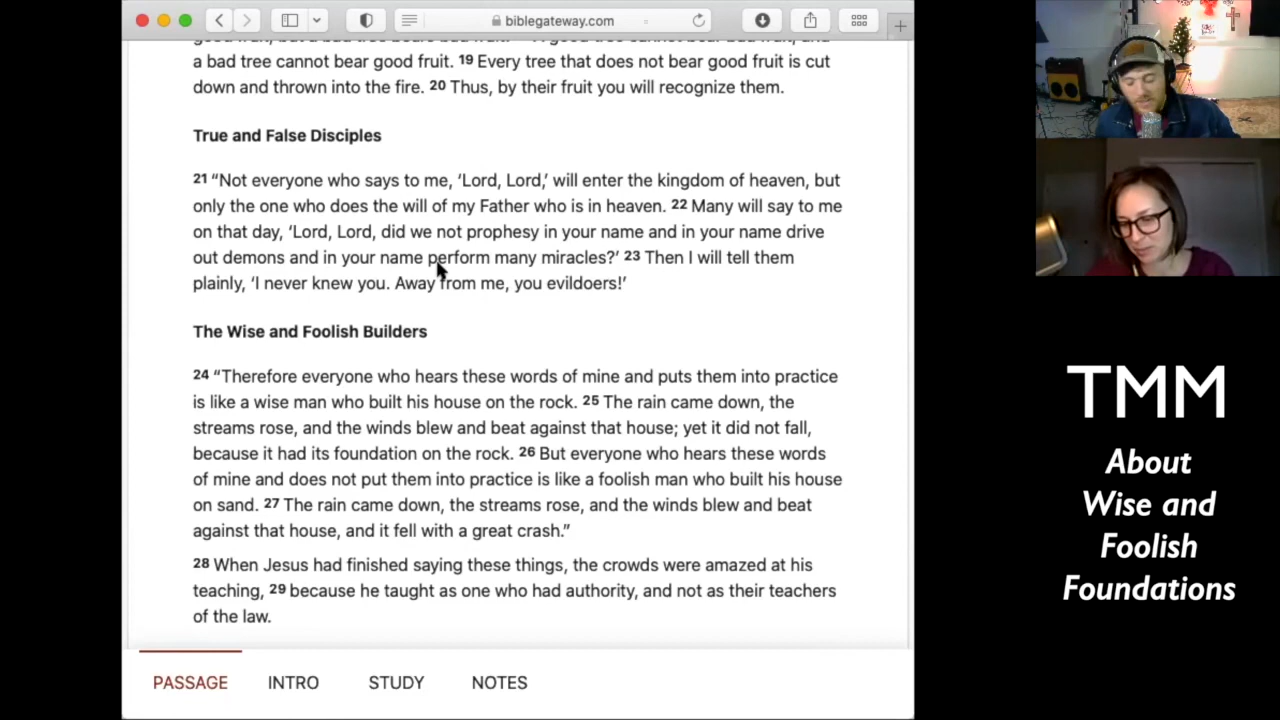 biblegateway.com
a bad tree cannot bear good fruit. 19 Every tree that does not bear good fruit is cut
down and thrown into the fire. 20 Thus, by their fruit you will recognize them.
True and False Disciples
21 “Not everyone who says to me, ‘Lord, Lord,’ will enter the kingdom of heaven, but
only the one who does the will of my Father who is in heaven. 22 Many will say to me
on that day, ‘Lord, Lord, did we not prophesy in your name and in your name drive
out demons and in your name perform many miracles?’ 23 Then I will tell them
plainly, ‘I never knew you. Away from me, you evildoers!’
The Wise and Foolish Builders
24 “Therefore everyone who hears these words of mine and puts them into practice
is like a wise man who built his house on the rock. 25 The rain came down, the
streams rose, and the winds blew and beat against that house; yet it did not fall,
because it had its foundation on the rock. 26 But everyone who hears these words
of mine and does not put them into practice is like a foolish man who built his house
on sand. 27 The rain came down, the streams rose, and the winds blew and beat
against that house, and it fell with a great crash.”
28 When Jesus had finished saying these things, the crowds were amazed at his
teaching, 29 because he taught as one who had authority, and not as their teachers
of the law.
PASSAGE INTRO STUDY NOTES
TMM
About
Wise and
Foolish
Foundations